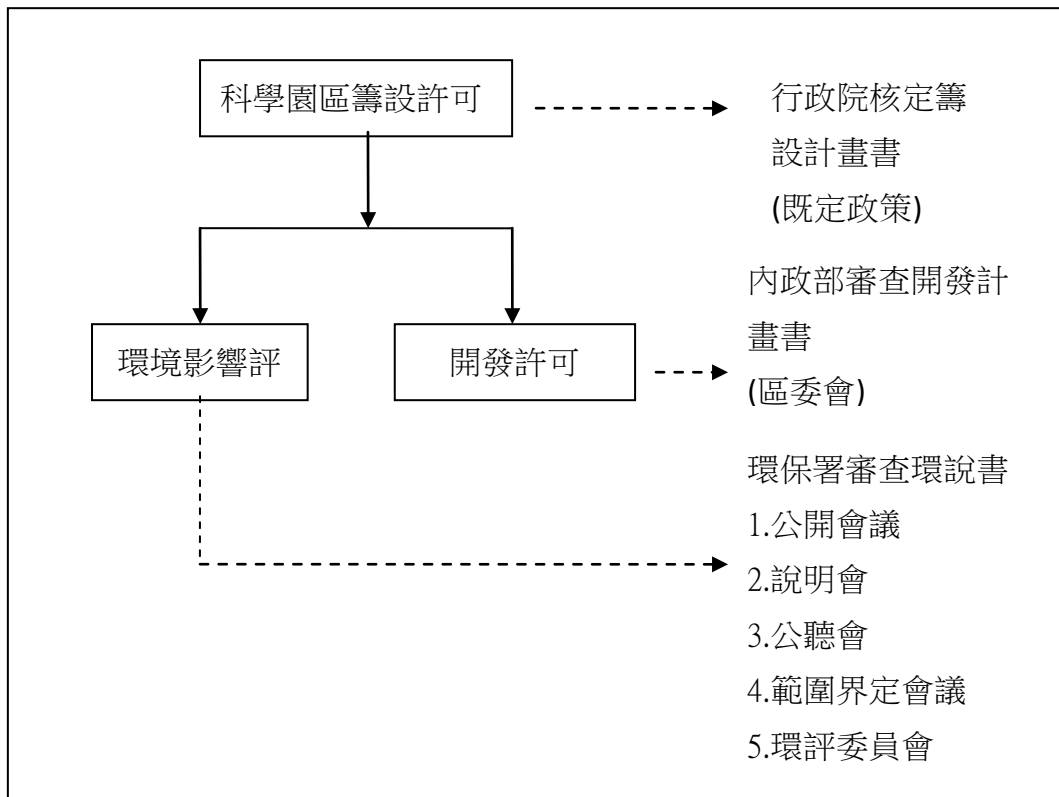 科學園區籌設許可
行政院核定籌
設計畫書
(既定政策)
環境影響評
開發許可
內政部審查開發計
畫書
(區委會)
環保署審查環說書
1.公開會議
2.說明會
3.公聽會
4.範圍界定會議
5.環評委員會